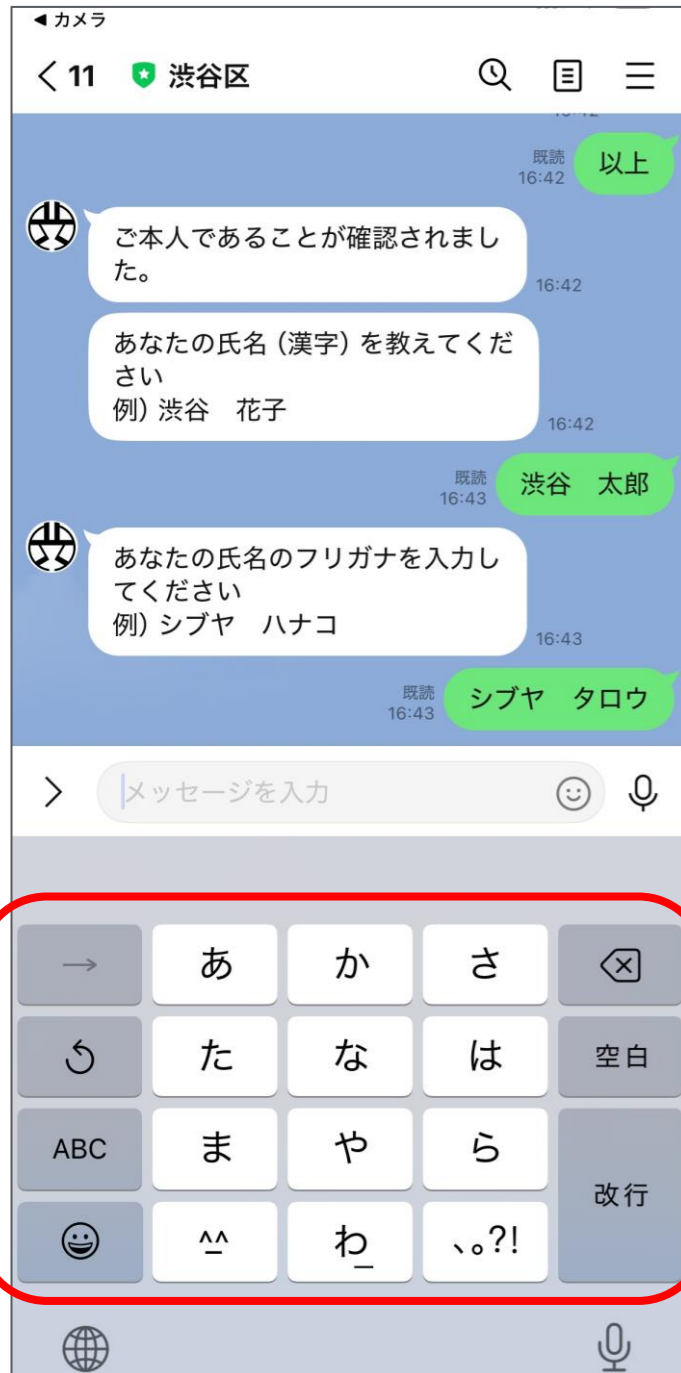 ◀ カメラ
11 渋谷区
既読
16:42
以上
ご本人であることが確認されまし
た。
16:42
あなたの氏名（漢字）を教えてくだ
さい
例）渋谷　花子
16:42
既読
16:43
渋谷　太郎
あなたの氏名のフリガナを入力し
てください
例）シブヤ　ハナコ
16:43
既読
16:43
シブヤ　タロウ
メッセージを入力
→ あ か さ
た な は 空白
ABC ま や ら
改行
^^ わ 、。?!